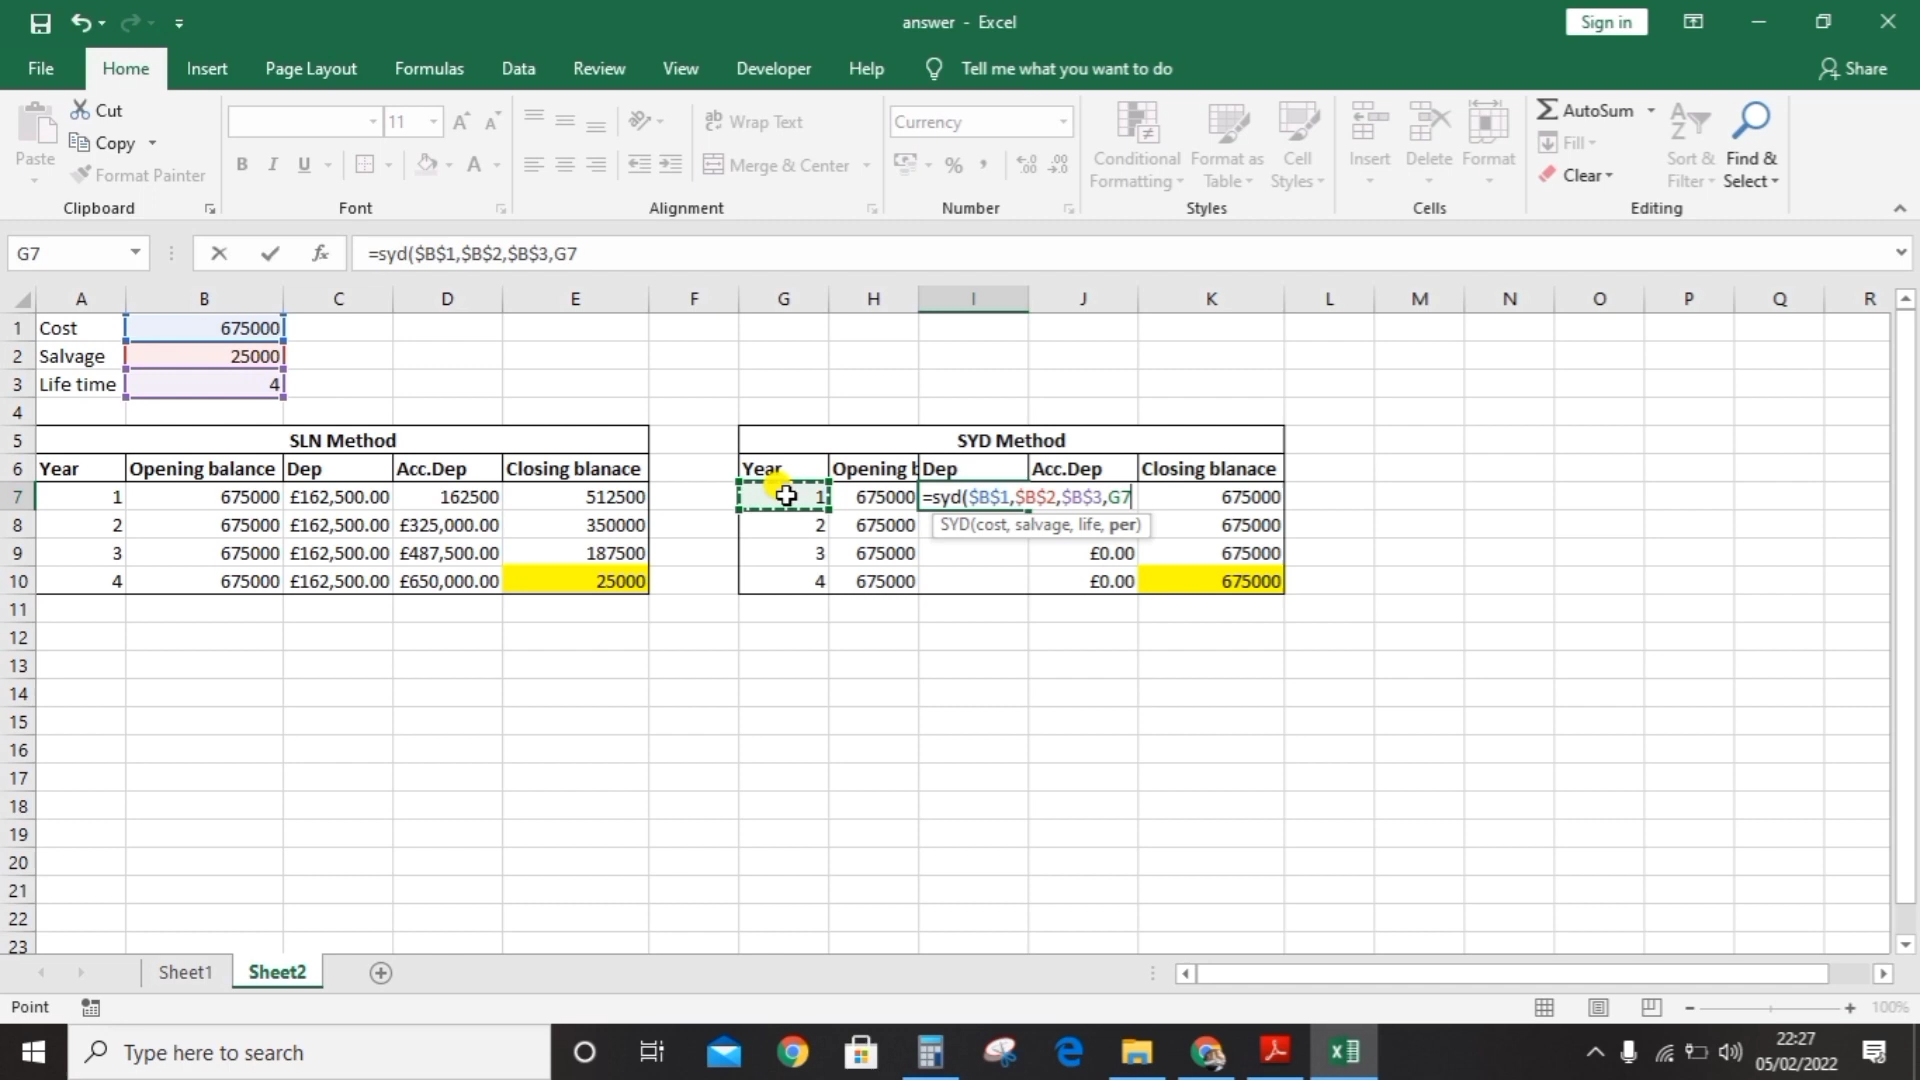 answer - Excel
Sign in
File Home Insert Page Layout Formulas Data Review View Developer Help Tell me what you want to do Share
Cut
Copy
Format Painter
Paste
Clipboard
11
B I U
Font
Wrap Text
Merge & Center
Alignment
Currency
%
Number
Conditional Formatting
Format as Table
Cell Styles
Styles
Insert Delete Format
Cells
AutoSum
Fill
Clear
Sort & Filter
Find & Select
Editing
G7 fx =syd($B$1,$B$2,$B$3,G7
A B C D E F G H I J K L M N O P Q R
1 Cost 675000
2 Salvage 25000
3 Life time 4
4
5 SLN Method SYD Method
6 Year Opening balance Dep Acc.Dep Closing blanace Year Opening b Dep Acc.Dep Closing blanace
7 1 675000 £162,500.00 162500 512500 1 675000 =syd($B$1,$B$2,$B$3,G7 675000
8 2 675000 £162,500.00 £325,000.00 350000 2 675000 SYD(cost, salvage, life, per) 675000
9 3 675000 £162,500.00 £487,500.00 187500 3 675000 £0.00 675000
10 4 675000 £162,500.00 £650,000.00 25000 4 675000 £0.00 675000
11
12
13
14
15
16
17
18
19
20
21
22
23
Sheet1 Sheet2
Point 100%
Type here to search
22:27
05/02/2022